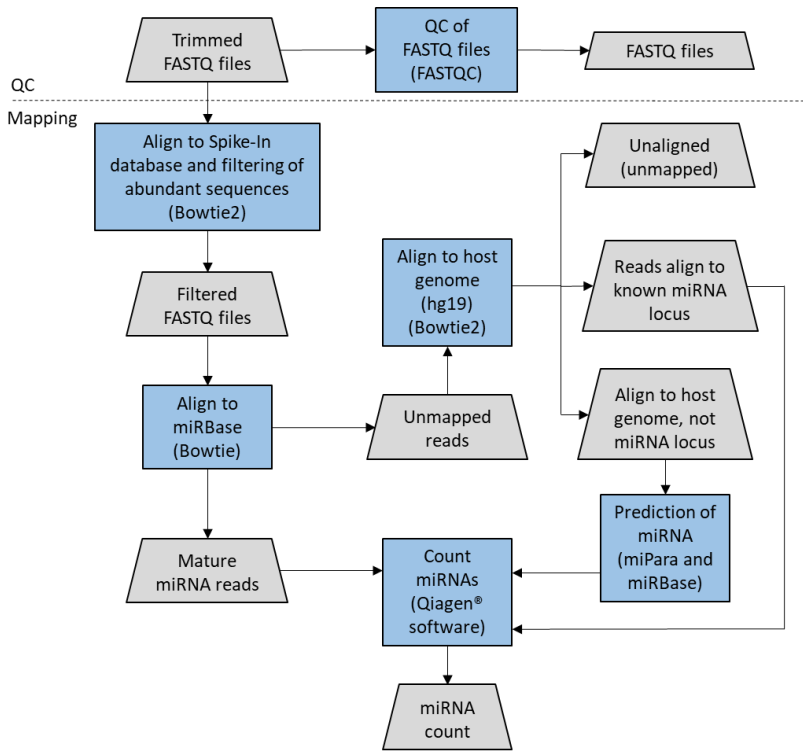 Trimmed
FASTQ files
QC of
FASTQ files
(FASTQC)
FASTQ files
QC
Mapping
Align to Spike-In
database and filtering of
abundant sequences
(Bowtie2)
Unaligned
(unmapped)
Filtered
FASTQ files
Align to host
genome
(hg19)
(Bowtie2)
Reads align to
known miRNA
locus
Align to
miRBase
(Bowtie)
Unmapped
reads
Align to host
genome, not
miRNA locus
Prediction of
miRNA
(miPara and
miRBase)
Mature
miRNA reads
Count
miRNAs
(Qiagen®
software)
miRNA
count